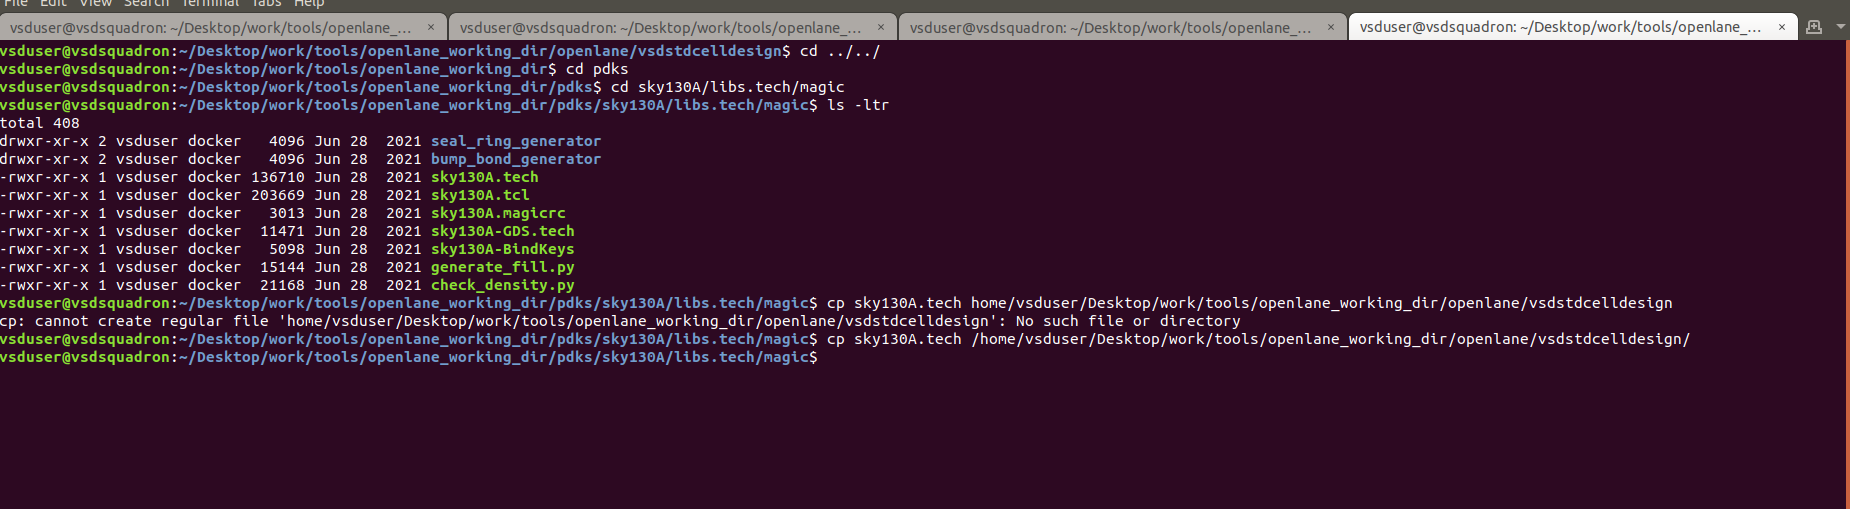 File Edit View Search Terminal Tabs Help
vsduser@vsdsquadron: ~/Desktop/work/tools/openlane_... × vsduser@vsdsquadron: ~/Desktop/work/tools/openlane_... × vsduser@vsdsquadron: ~/Desktop/work/tools/openlane_... × vsduser@vsdsquadron: ~/Desktop/work/tools/openlane_... ×
vsduser@vsdsquadron:~/Desktop/work/tools/openlane_working_dir/openlane/vsdstdcelldesign$ cd ../../
vsduser@vsdsquadron:~/Desktop/work/tools/openlane_working_dir$ cd pdks
vsduser@vsdsquadron:~/Desktop/work/tools/openlane_working_dir/pdks$ cd sky130A/libs.tech/magic
vsduser@vsdsquadron:~/Desktop/work/tools/openlane_working_dir/pdks/sky130A/libs.tech/magic$ ls -ltr
total 408
drwxr-xr-x 2 vsduser docker   4096 Jun 28  2021 seal_ring_generator
drwxr-xr-x 2 vsduser docker   4096 Jun 28  2021 bump_bond_generator
-rwxr-xr-x 1 vsduser docker 136710 Jun 28  2021 sky130A.tech
-rwxr-xr-x 1 vsduser docker 203669 Jun 28  2021 sky130A.tcl
-rwxr-xr-x 1 vsduser docker   3013 Jun 28  2021 sky130A.magicrc
-rwxr-xr-x 1 vsduser docker  11471 Jun 28  2021 sky130A-GDS.tech
-rwxr-xr-x 1 vsduser docker   5098 Jun 28  2021 sky130A-BindKeys
-rwxr-xr-x 1 vsduser docker  15144 Jun 28  2021 generate_fill.py
-rwxr-xr-x 1 vsduser docker  21168 Jun 28  2021 check_density.py
vsduser@vsdsquadron:~/Desktop/work/tools/openlane_working_dir/pdks/sky130A/libs.tech/magic$ cp sky130A.tech home/vsduser/Desktop/work/tools/openlane_working_dir/openlane/vsdstdcelldesign
cp: cannot create regular file 'home/vsduser/Desktop/work/tools/openlane_working_dir/openlane/vsdstdcelldesign': No such file or directory
vsduser@vsdsquadron:~/Desktop/work/tools/openlane_working_dir/pdks/sky130A/libs.tech/magic$ cp sky130A.tech /home/vsduser/Desktop/work/tools/openlane_working_dir/openlane/vsdstdcelldesign/
vsduser@vsdsquadron:~/Desktop/work/tools/openlane_working_dir/pdks/sky130A/libs.tech/magic$